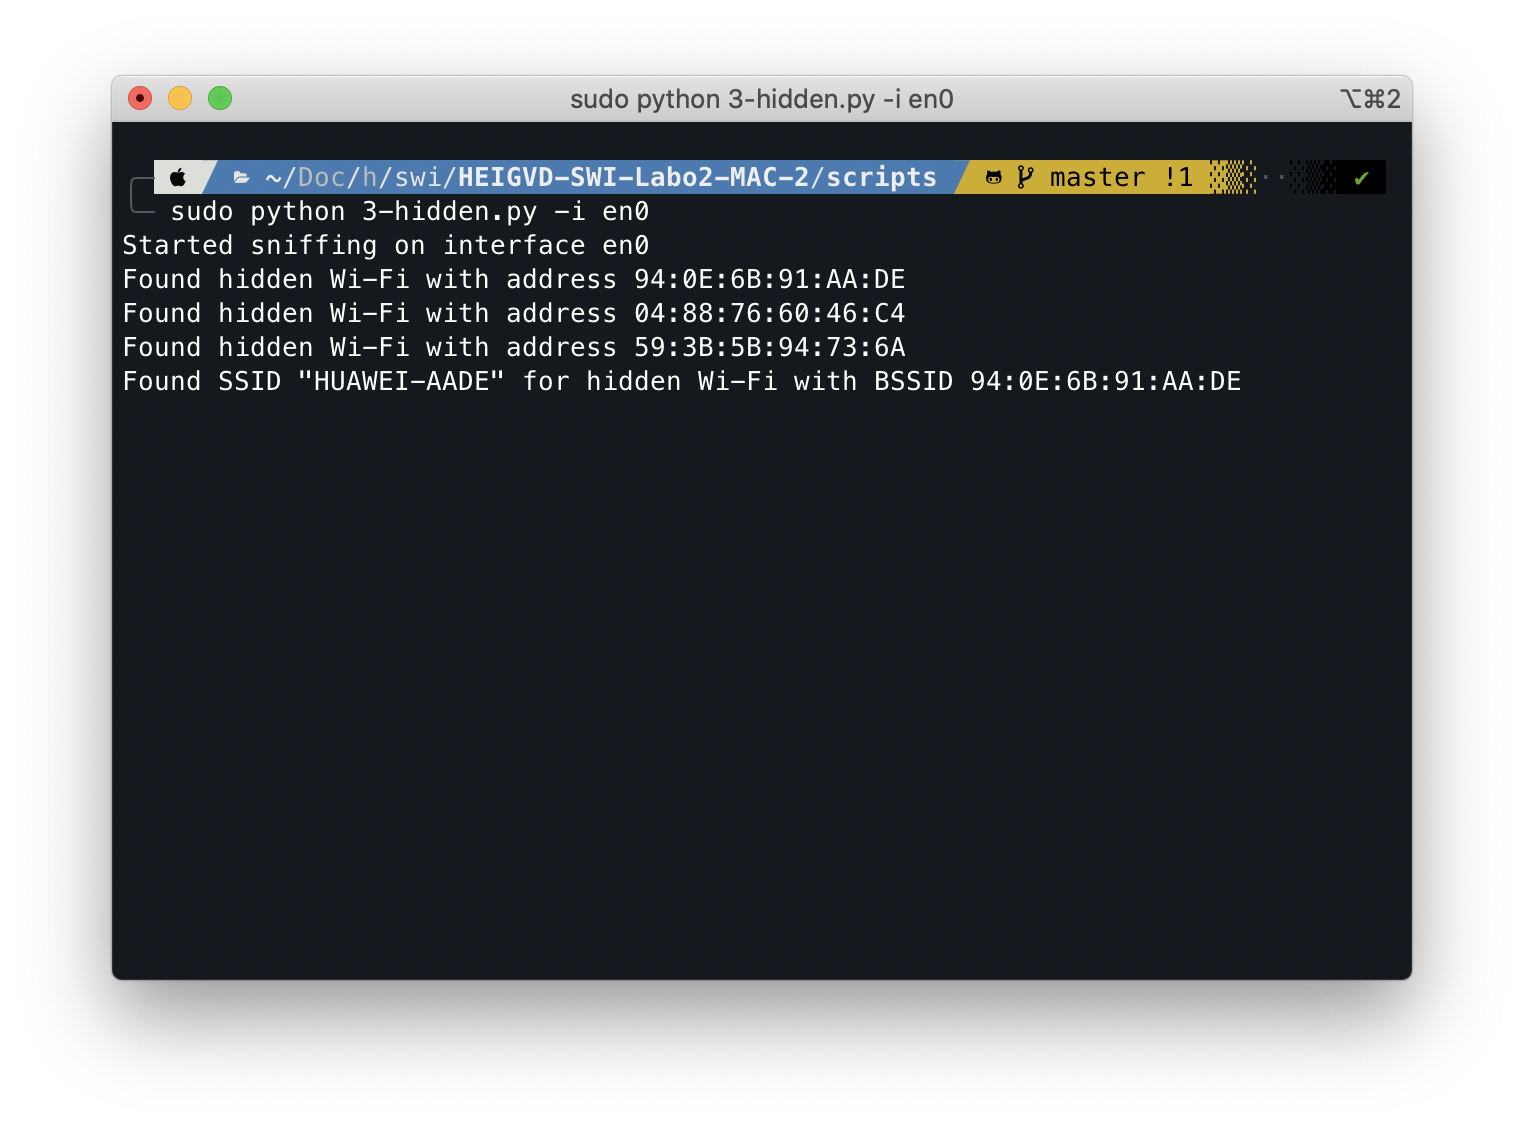 sudo python 3-hidden.py -i en0 ⌥⌘2
~/Doc/h/swi/HEIGVD-SWI-Labo2-MAC-2/scripts master !1 ✔
sudo python 3-hidden.py -i en0
Started sniffing on interface en0
Found hidden Wi-Fi with address 94:0E:6B:91:AA:DE
Found hidden Wi-Fi with address 04:88:76:60:46:C4
Found hidden Wi-Fi with address 59:3B:5B:94:73:6A
Found SSID "HUAWEI-AADE" for hidden Wi-Fi with BSSID 94:0E:6B:91:AA:DE